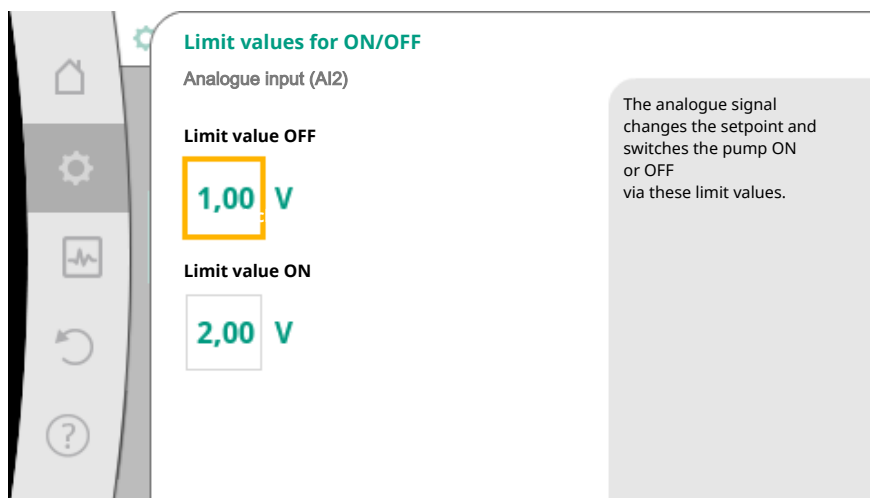 Limit values for ON/OFF
Analogue input (AI2)
Limit value OFF
1,00 V
Limit value ON
2,00 V
The analogue signal
changes the setpoint and
switches the pump ON
or OFF
via these limit values.
?